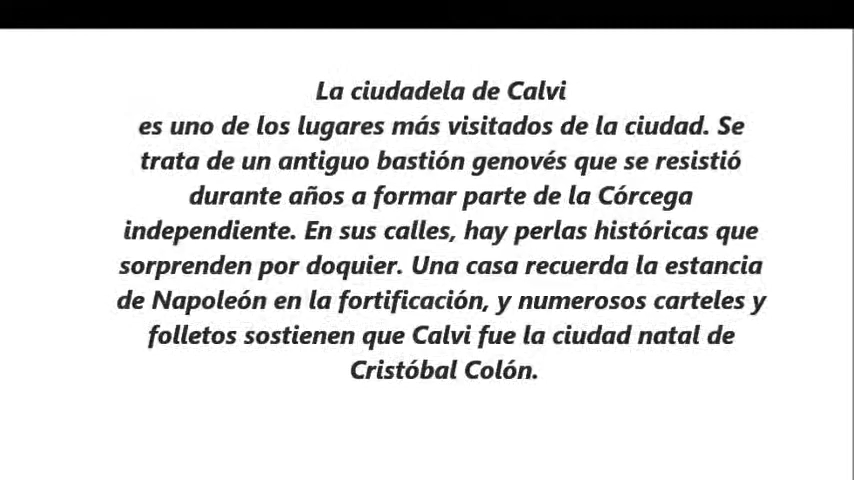 La ciudadela de Calvi
es uno de los lugares más visitados de la ciudad. Se
trata de un antiguo bastión genovés que se resistió
durante años a formar parte de la Córcega
independiente. En sus calles, hay perlas históricas que
sorprenden por doquier. Una casa recuerda la estancia
de Napoleón en la fortificación, y numerosos carteles y
folletos sostienen que Calvi fue la ciudad natal de
Cristóbal Colón.